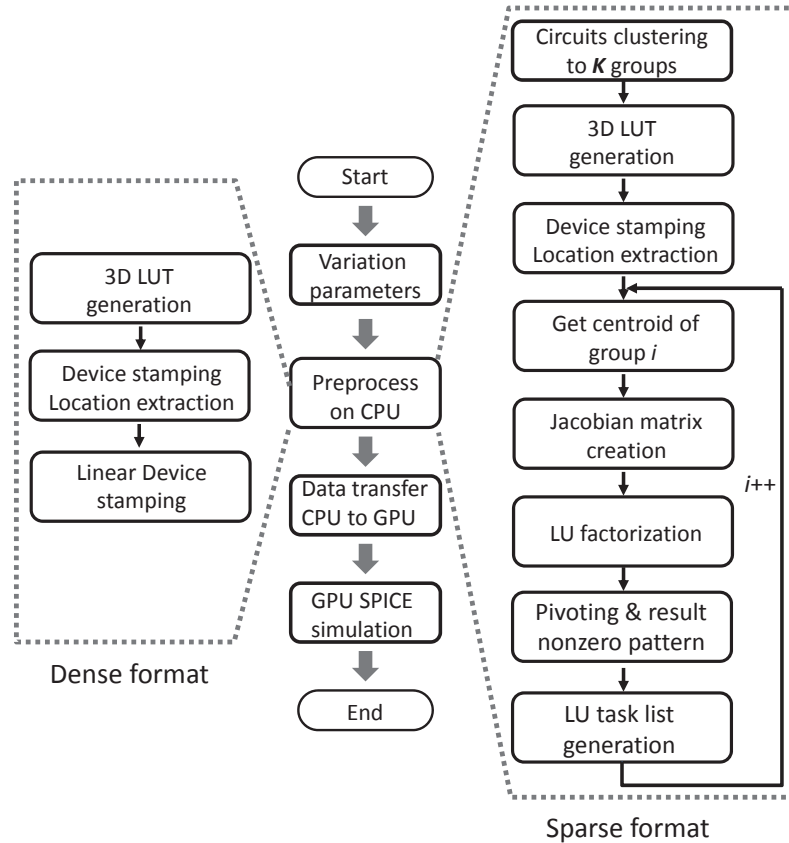 Start
Variation
parameters
Preprocess
on CPU
Data transfer
CPU to GPU
GPU SPICE
simulation
End
3D LUT
generation
Device stamping
Location extraction
Linear Device
stamping
Dense format
Circuits clustering
to K groups
3D LUT
generation
Device stamping
Location extraction
Get centroid of
group i
Jacobian matrix
creation
LU factorization
Pivoting & result
nonzero pattern
LU task list
generation
i++
Sparse format